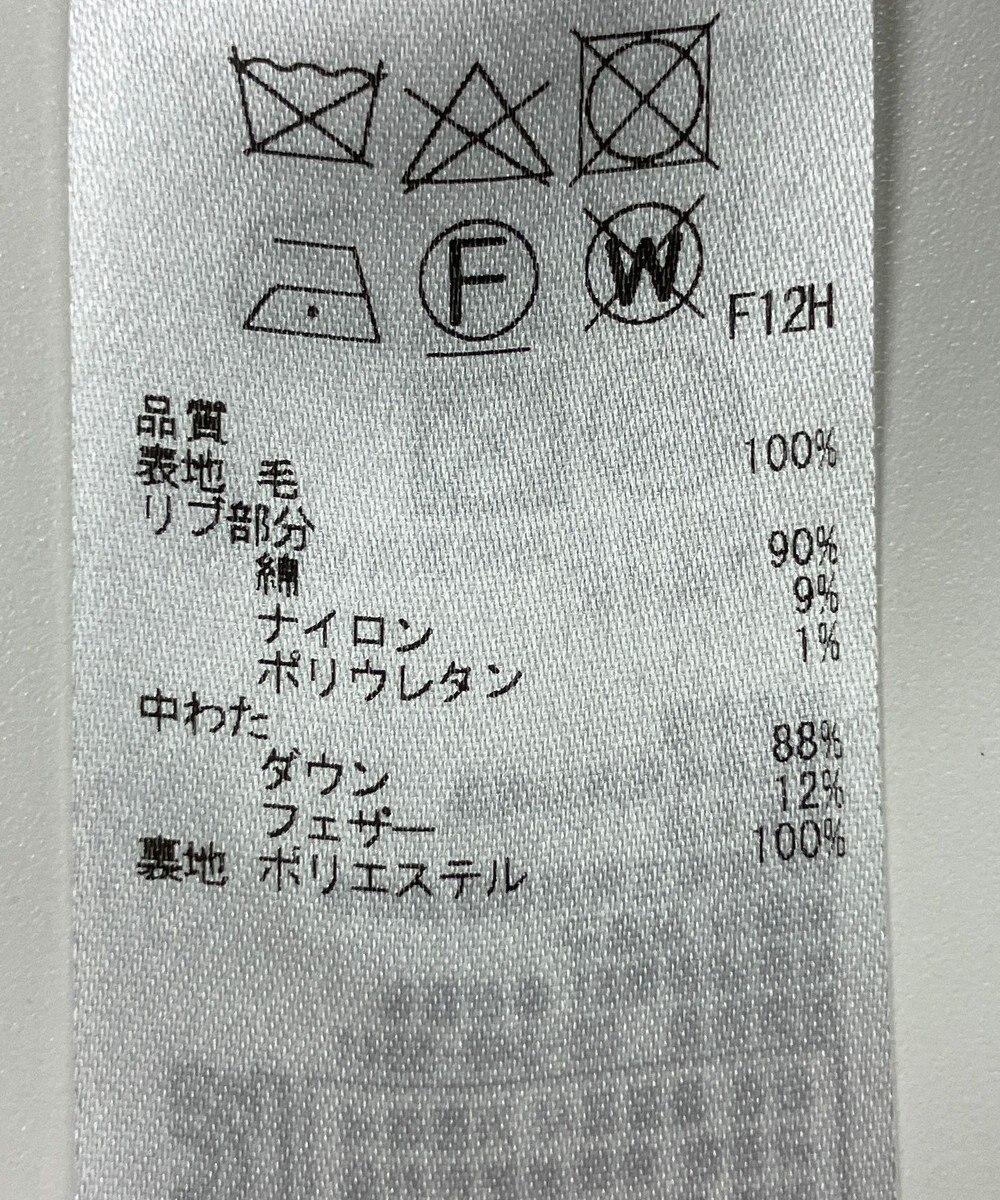 F
W
F12H
品質
表地 毛 100%
リブ部分
綿 90%
ナイロン 9%
ポリウレタン 1%
中わた
ダウン 88%
フェザー 12%
裏地 ポリエステル 100%